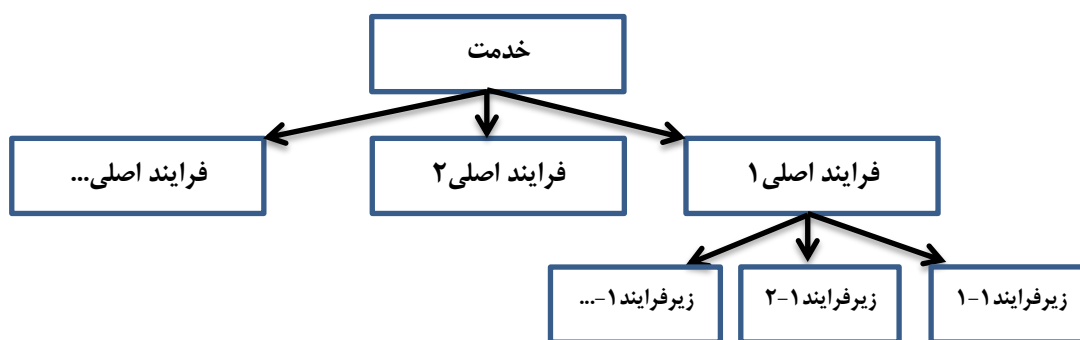 خدمت
فرایند اصلی۱
فرایند اصلی۲
فرایند اصلی...
زیرفرایند۱-۱
زیرفرایند۱-۲
زیرفرایند۱-...